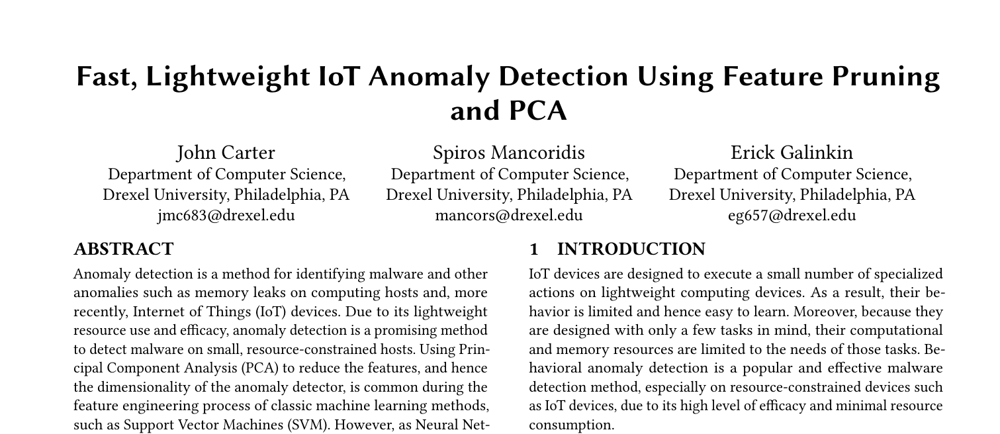 Fast, Lightweight IoT Anomaly Detection Using Feature Pruning
and PCA
John Carter
Department of Computer Science,
Drexel University, Philadelphia, PA
jmc683@drexel.edu
Spiros Mancoridis
Department of Computer Science,
Drexel University, Philadelphia, PA
mancors@drexel.edu
Erick Galinkin
Department of Computer Science,
Drexel University, Philadelphia, PA
eg657@drexel.edu
ABSTRACT
Anomaly detection is a method for identifying malware and other
anomalies such as memory leaks on computing hosts and, more
recently, Internet of Things (IoT) devices. Due to its lightweight
resource use and efficacy, anomaly detection is a promising method
to detect malware on small, resource-constrained hosts. Using Prin-
cipal Component Analysis (PCA) to reduce the features, and hence
the dimensionality of the anomaly detector, is common during the
feature engineering process of classic machine learning methods,
such as Support Vector Machines (SVM). However, as Neural Net-
1 INTRODUCTION
IoT devices are designed to execute a small number of specialized
actions on lightweight computing devices. As a result, their be-
havior is limited and hence easy to learn. Moreover, because they
are designed with only a few tasks in mind, their computational
and memory resources are limited to the needs of those tasks. Be-
havioral anomaly detection is a popular and effective malware
detection method, especially on resource-constrained devices such
as IoT devices, due to its high level of efficacy and minimal resource
consumption.